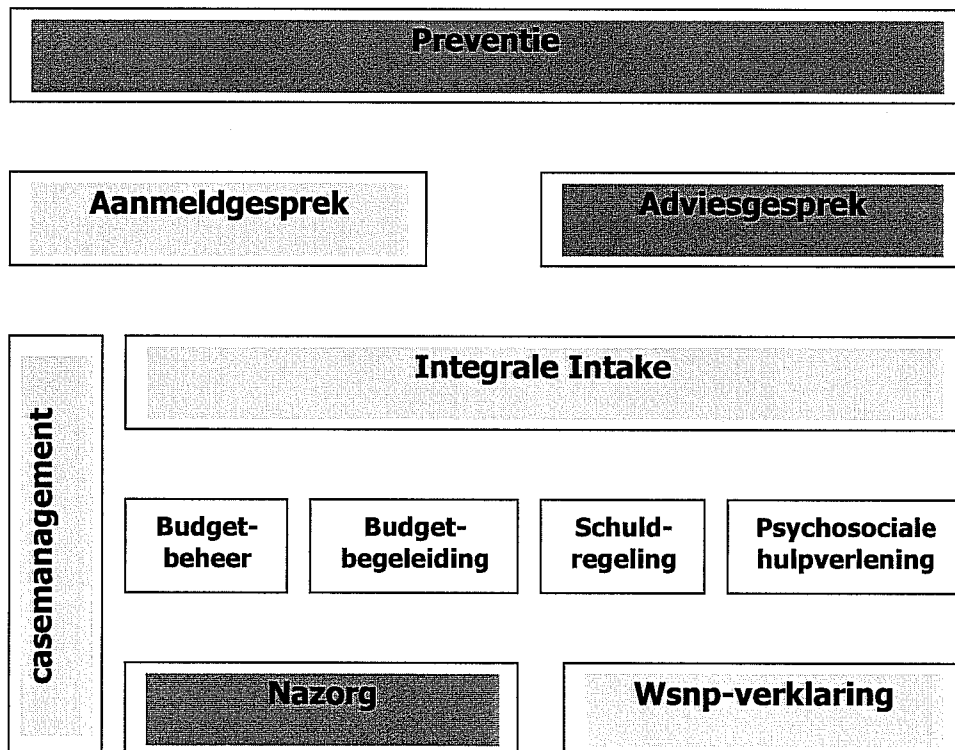 Preventie
Aanmeldgesprek
Adviesgesprek
casemanagement
Integrale Intake
Budget-
beheer
Budget-
begeleiding
Schuld-
regeling
Psychosociale
hulpverlening
Nazorg
Wsnp-verklaring